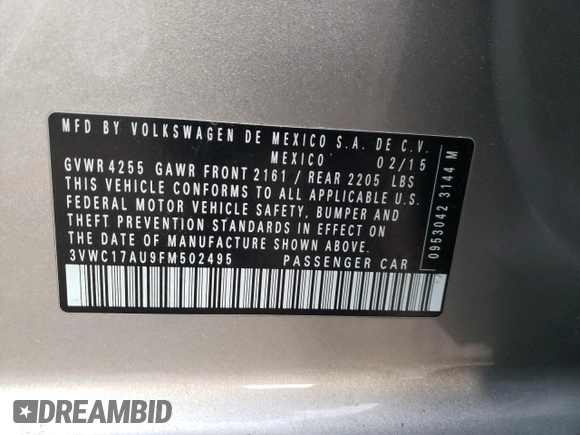 MFD BY VOLKSWAGEN DE MEXICO S.A. DE C.V.
MEXICO 02/15
GVWR 4255 GAWR FRONT 2161 / REAR 2205 LBS
THIS VEHICLE CONFORMS TO ALL APPLICABLE U.S.
FEDERAL MOTOR VEHICLE SAFETY, BUMPER AND
THEFT PREVENTION STANDARDS IN EFFECT ON
THE DATE OF MANUFACTURE SHOWN ABOVE.
3VWC17AU9FM502495 PASSENGER CAR
0953042 3144 M
DREAMBID